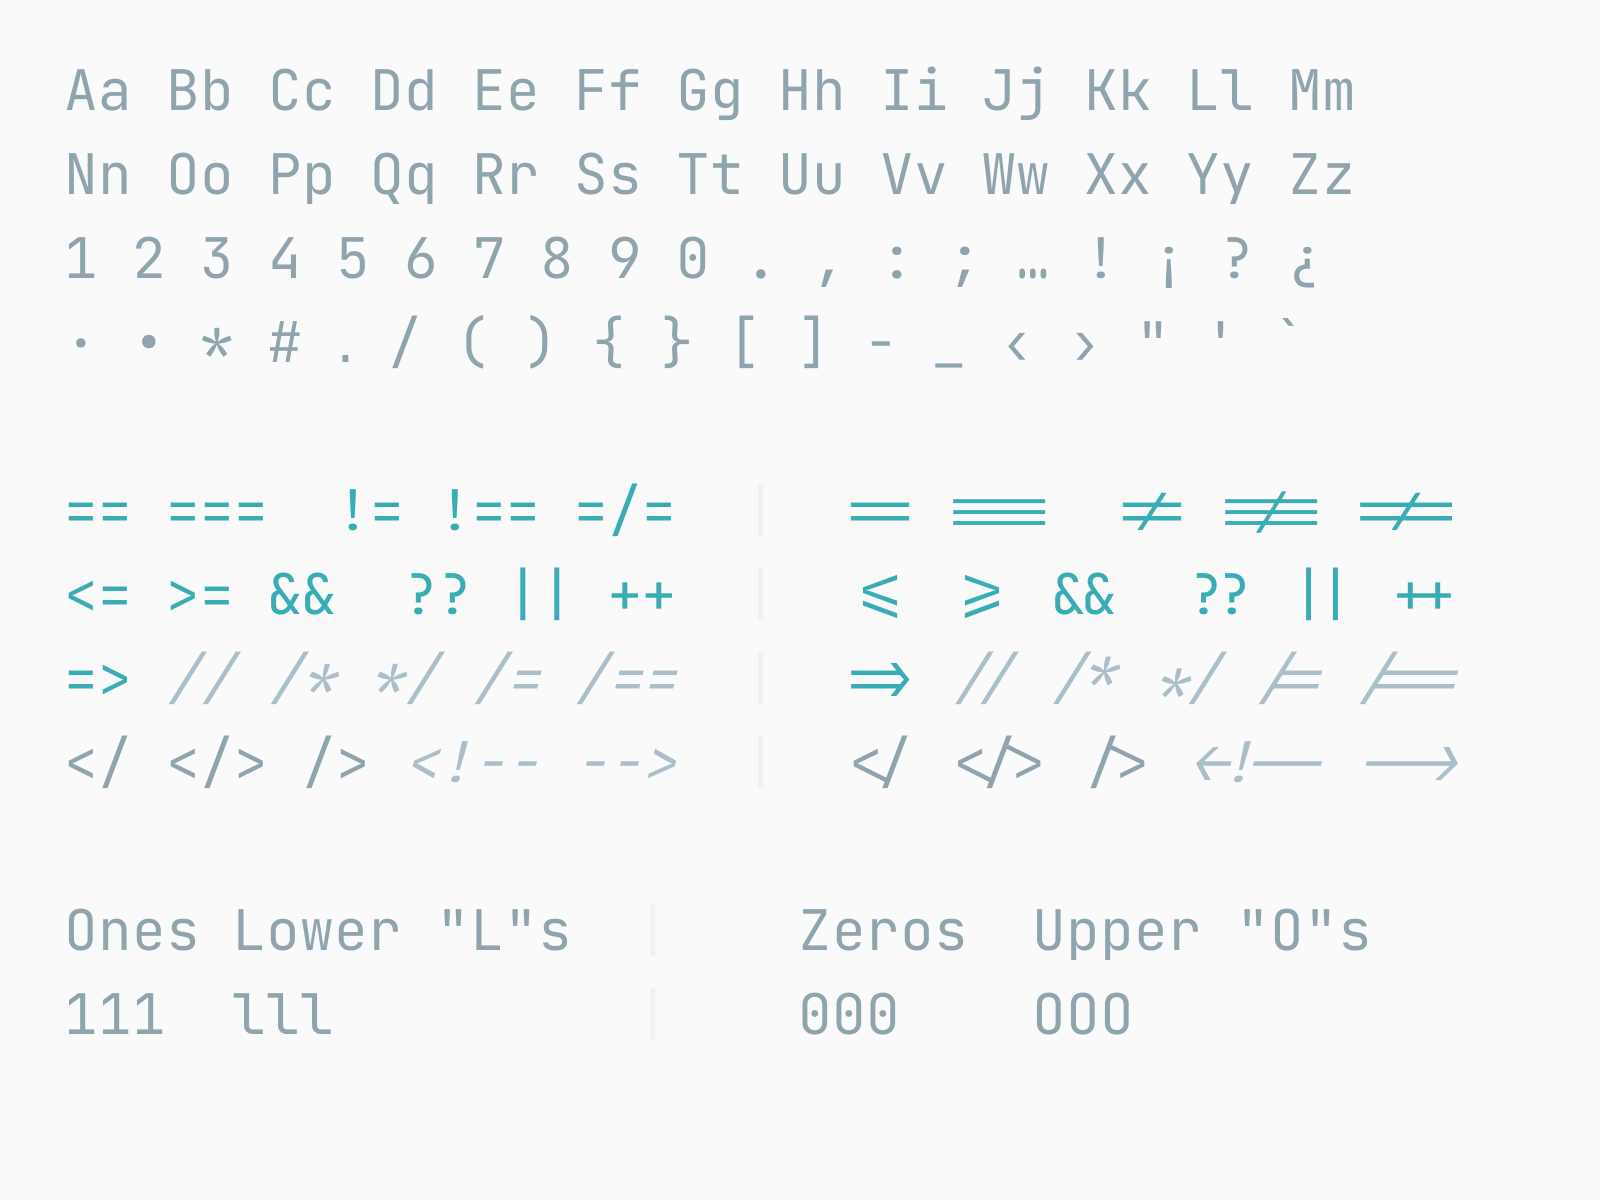 Aa Bb Cc Dd Ee Ff Gg Hh Ii Jj Kk Ll Mm
Nn Oo Pp Qq Rr Ss Tt Uu Vv Ww Xx Yy Zz
1 2 3 4 5 6 7 8 9 0 . , : ; … ! ¡ ? ¿
· • * # . / ( ) { } [ ] - _ ‹ › " ' `
== === != !== =/= | == === != !== =/=
<= >= && ?? || ++ | <= >= && ?? || ++
=> // /* */ /= /== | => // /* */ /= /==
</ </> /> <!-- --> | </ </> /> <!-- -->
Ones Lower "L"s | Zeros Upper "O"s
111 lll | 000 OOO